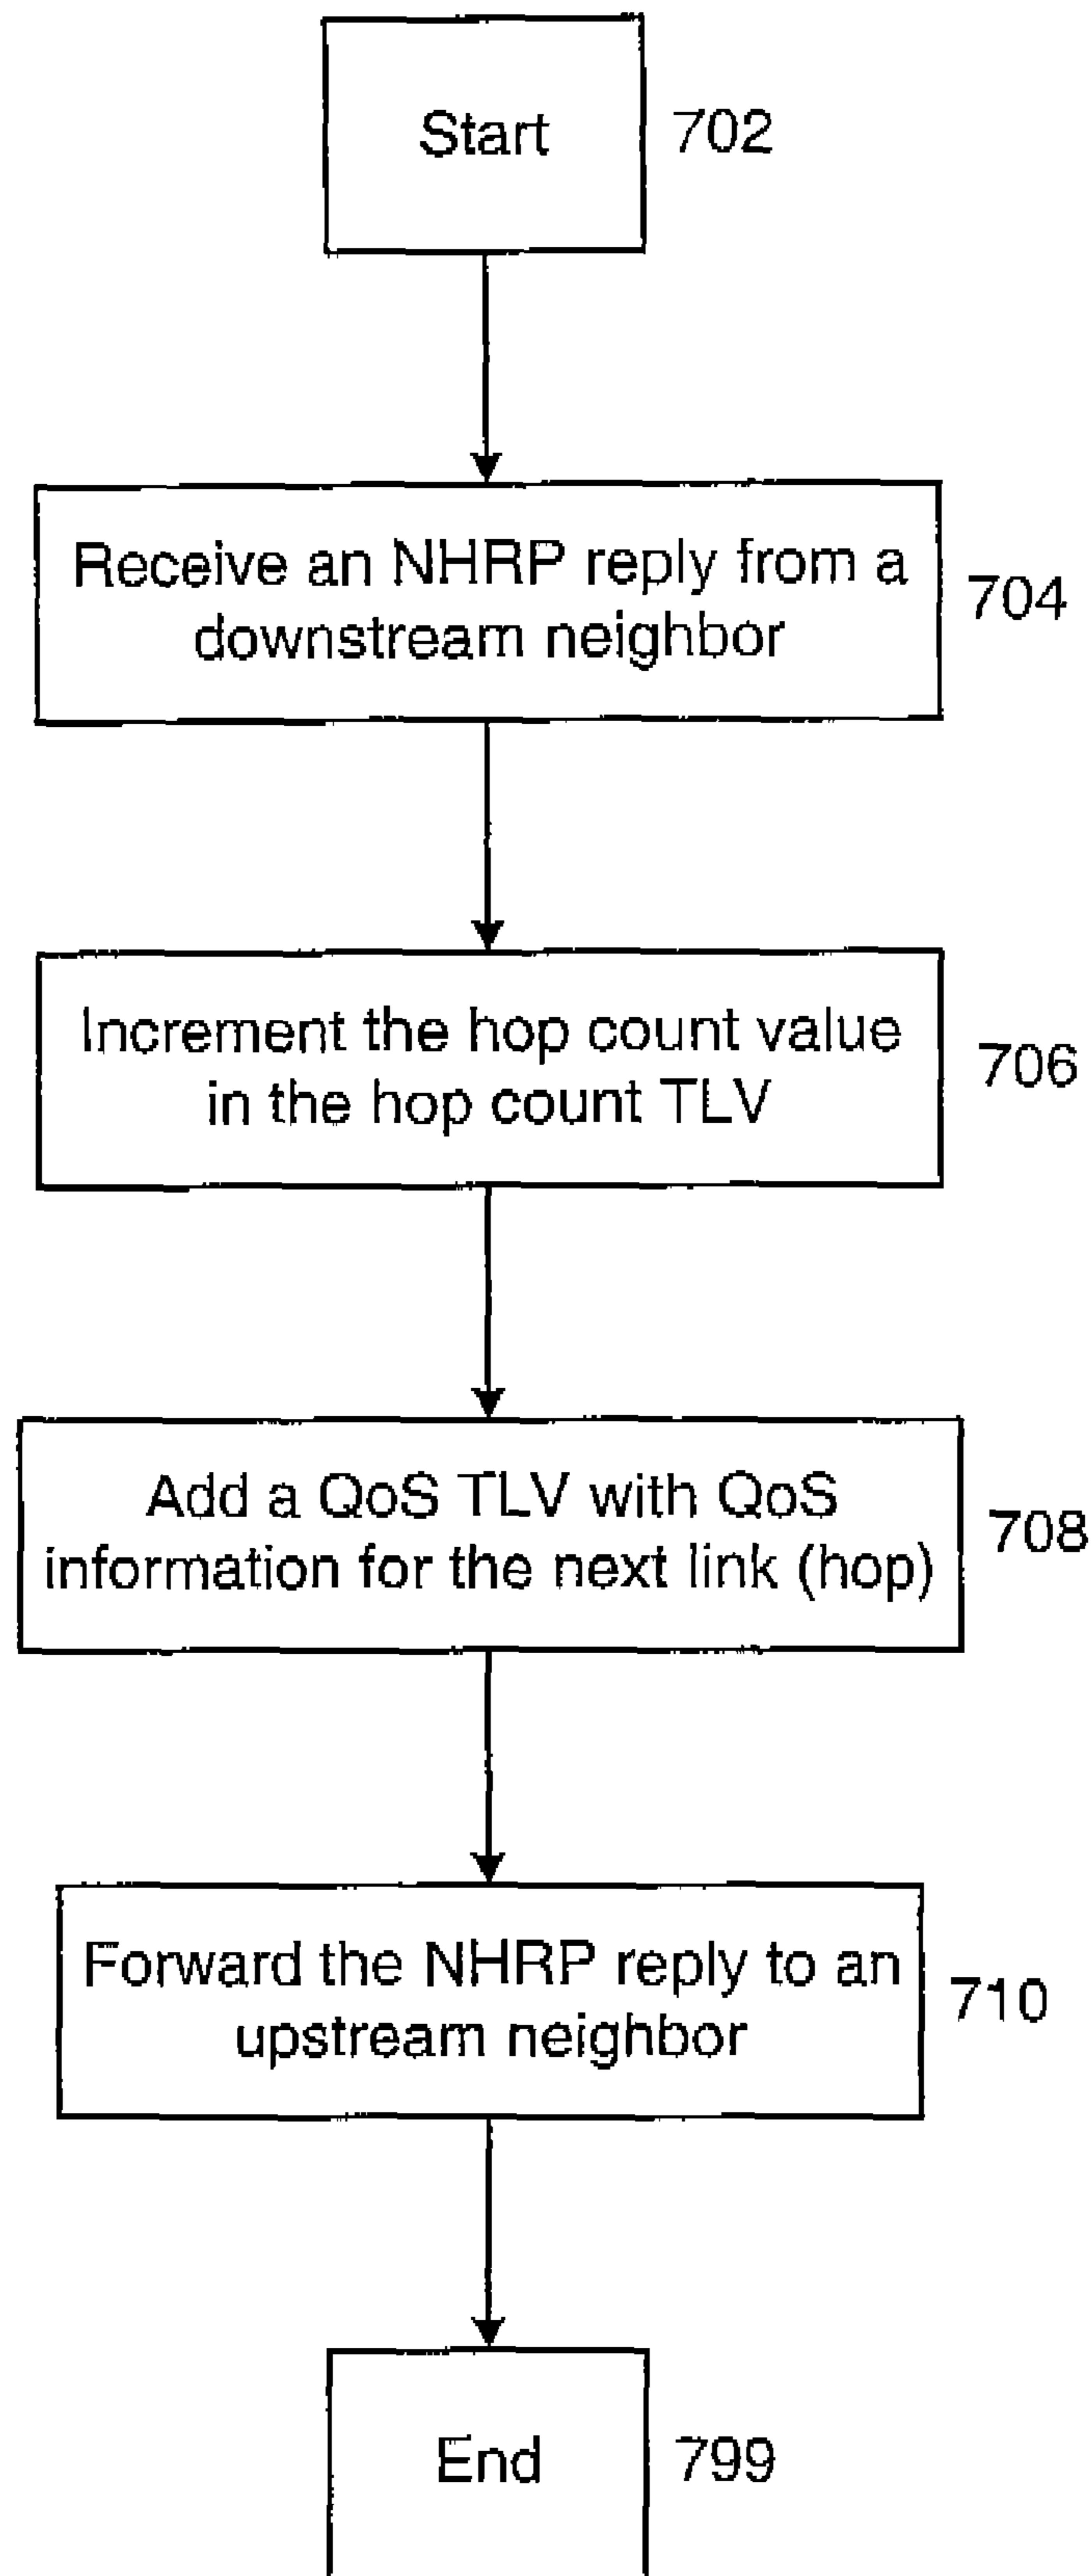 Start
702
Receive an NHRP reply from a
downstream neighbor
704
Increment the hop count value
in the hop count TLV
706
Add a QoS TLV with QoS
information for the next link (hop)
708
Forward the NHRP reply to an
upstream neighbor
710
End
799